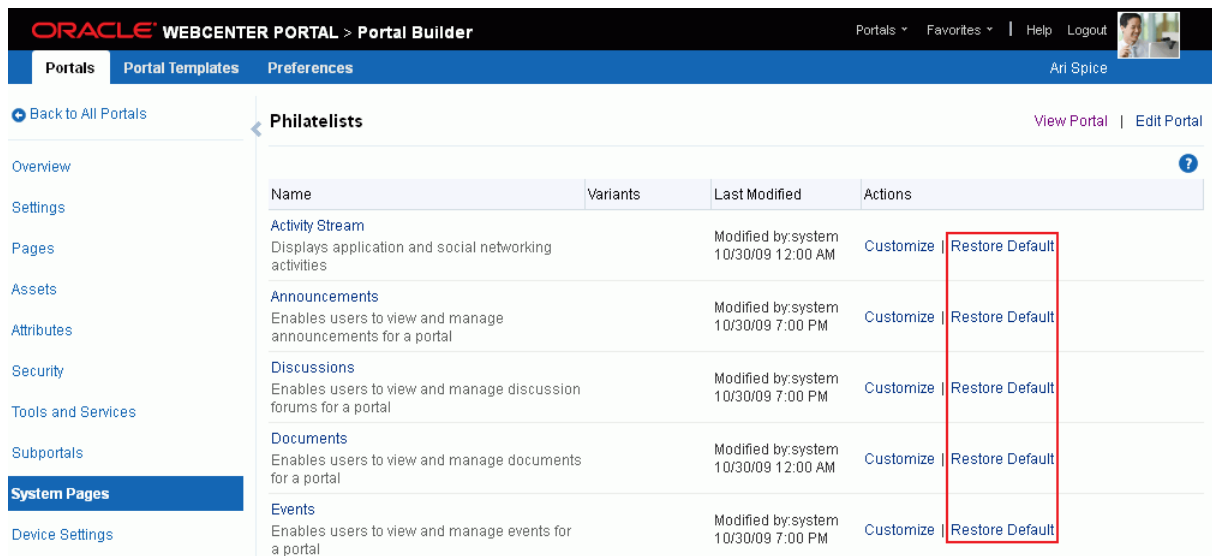 ORACLE WEBCENTER PORTAL > Portal Builder
Portals Favorites | Help Logout
Portals Portal Templates Preferences
Ari Spice
Back to All Portals
Overview
Settings
Pages
Assets
Attributes
Security
Tools and Services
Subportals
System Pages
Device Settings
Philatelists
View Portal | Edit Portal
?
Name Variants Last Modified Actions
Activity Stream
Displays application and social networking
activities
Modified by:system
10/30/09 12:00 AM
Customize | Restore Default
Announcements
Enables users to view and manage
announcements for a portal
Modified by:system
10/30/09 7:00 PM
Customize | Restore Default
Discussions
Enables users to view and manage discussion
forums for a portal
Modified by:system
10/30/09 7:00 PM
Customize | Restore Default
Documents
Enables users to view and manage documents
for a portal
Modified by:system
10/30/09 12:00 AM
Customize | Restore Default
Events
Enables users to view and manage events for
a portal
Modified by:system
10/30/09 7:00 PM
Customize | Restore Default